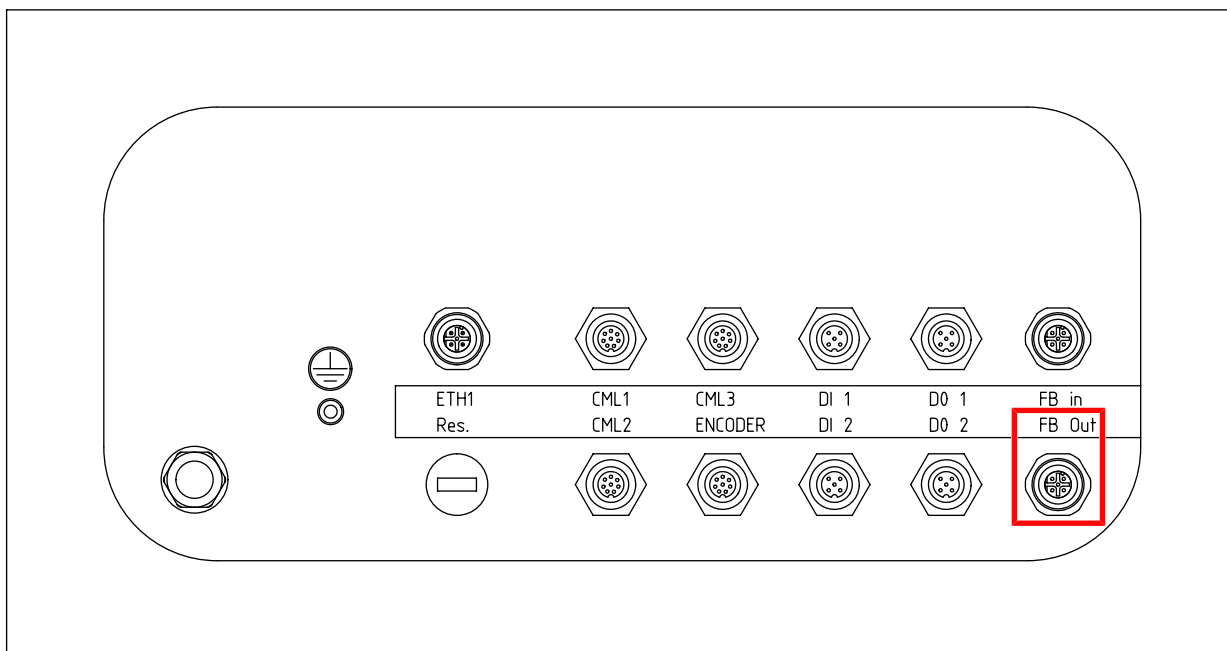 ETH1 CML1 CML3 DI 1 DO 1 FB in
Res. CML2 ENCODER DI 2 DO 2 FB Out